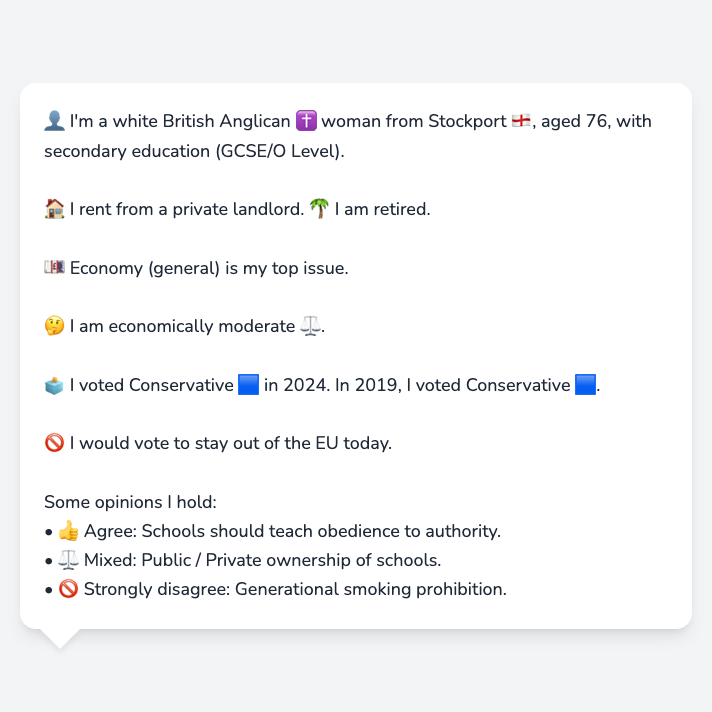 👤 I'm a white British Anglican ✝️ woman from Stockport 🏴󠁧󠁢󠁥󠁮󠁧󠁿, aged 76, with
secondary education (GCSE/O Level).
🏠 I rent from a private landlord. 🌴 I am retired.
💷 Economy (general) is my top issue.
🤔 I am economically moderate ⚖️.
🗳️ I voted Conservative 🟦 in 2024. In 2019, I voted Conservative 🟦.
🚫 I would vote to stay out of the EU today.
Some opinions I hold:
• 👍 Agree: Schools should teach obedience to authority.
• ⚖️ Mixed: Public / Private ownership of schools.
• 🚫 Strongly disagree: Generational smoking prohibition.